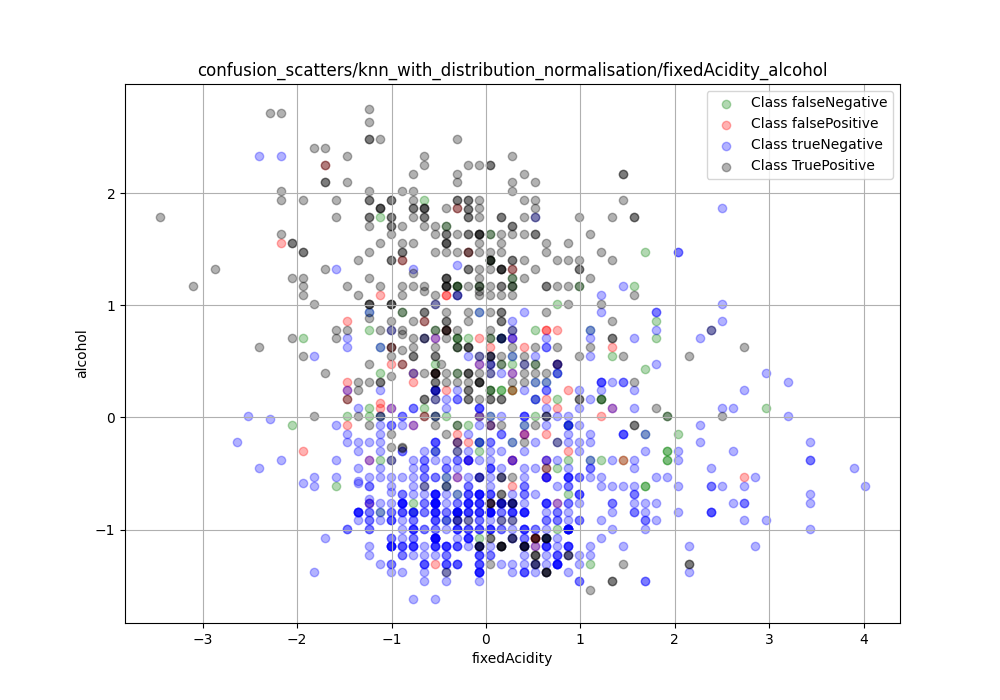 confusion_scatters/knn_with_distribution_normalisation/fixedAcidity_alcohol
Class falseNegative
Class falsePositive
Class trueNegative
Class TruePositive
2
1
0
−1
alcohol
−3
−2
−1
0
1
2
3
4
fixedAcidity